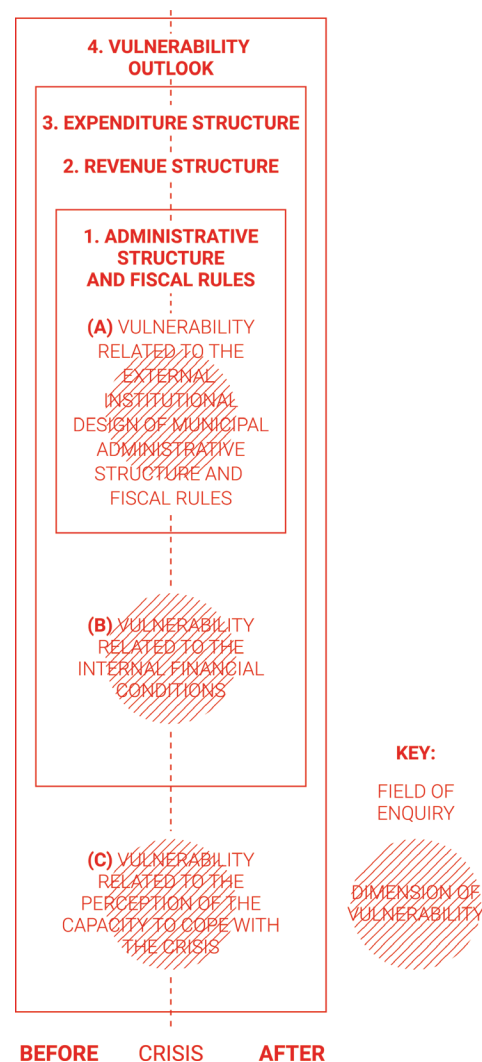 4. VULNERABILITY
OUTLOOK
3. EXPENDITURE STRUCTURE
2. REVENUE STRUCTURE
1. ADMINISTRATIVE
STRUCTURE
AND FISCAL RULES
(A) VULNERABILITY
RELATED TO THE
EXTERNAL
INSTITUTIONAL
DESIGN OF MUNICIPAL
ADMINISTRATIVE
STRUCTURE AND
FISCAL RULES
(B) VULNERABILITY
RELATED TO THE
INTERNAL FINANCIAL
CONDITIONS
(C) VULNERABILITY
RELATED TO THE
PERCEPTION OF THE
CAPACITY TO COPE WITH
THE CRISIS
KEY:
FIELD OF
ENQUIRY
DIMENSION OF
VULNERABILITY
BEFORE CRISIS AFTER